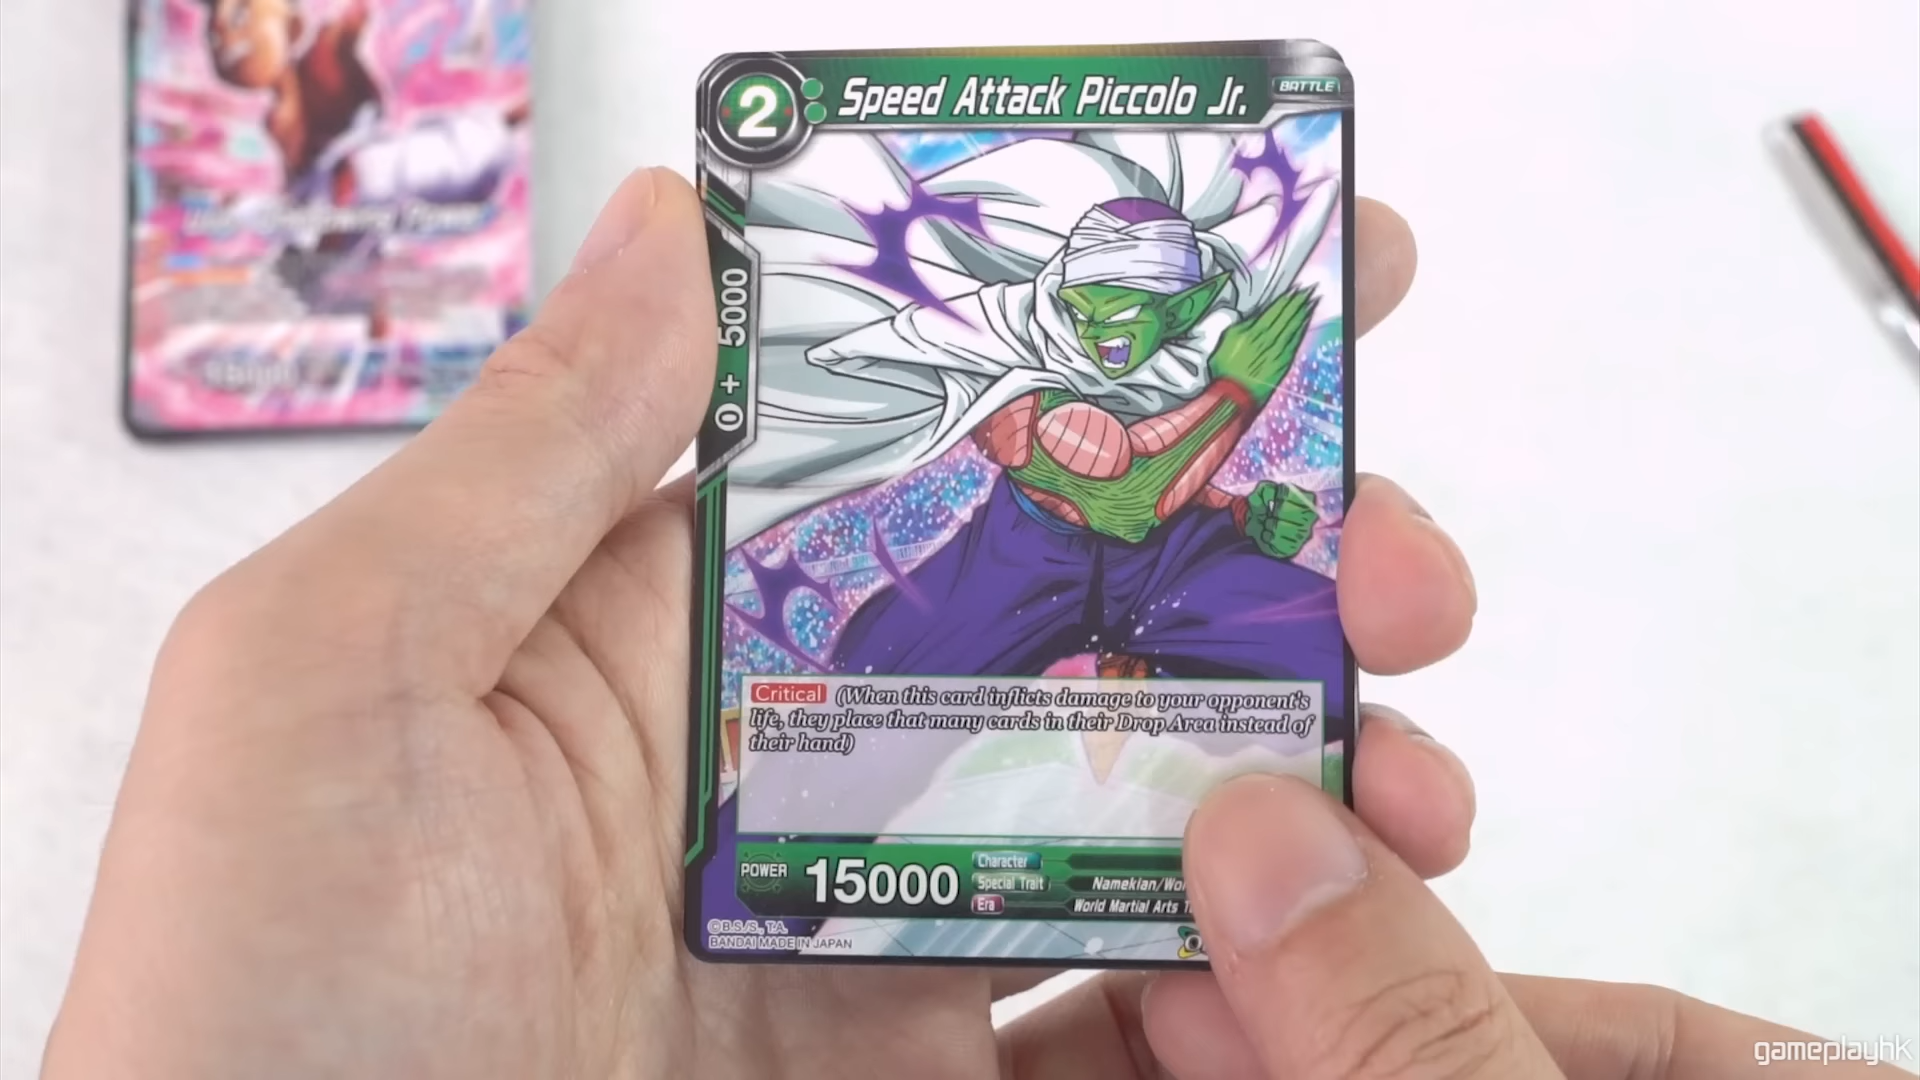 2
Speed Attack Piccolo Jr.
BATTLE
0 + 5000
Critical (When this card inflicts damage to your opponent's
life, they place that many cards in their Drop Area instead of
their hand)
POWER
15000
Character
Special Trait
Namekian/
Era
World Martial Arts
©B.S./S., T.A.
BANDAI MADE IN JAPAN
Power
gameplayhk